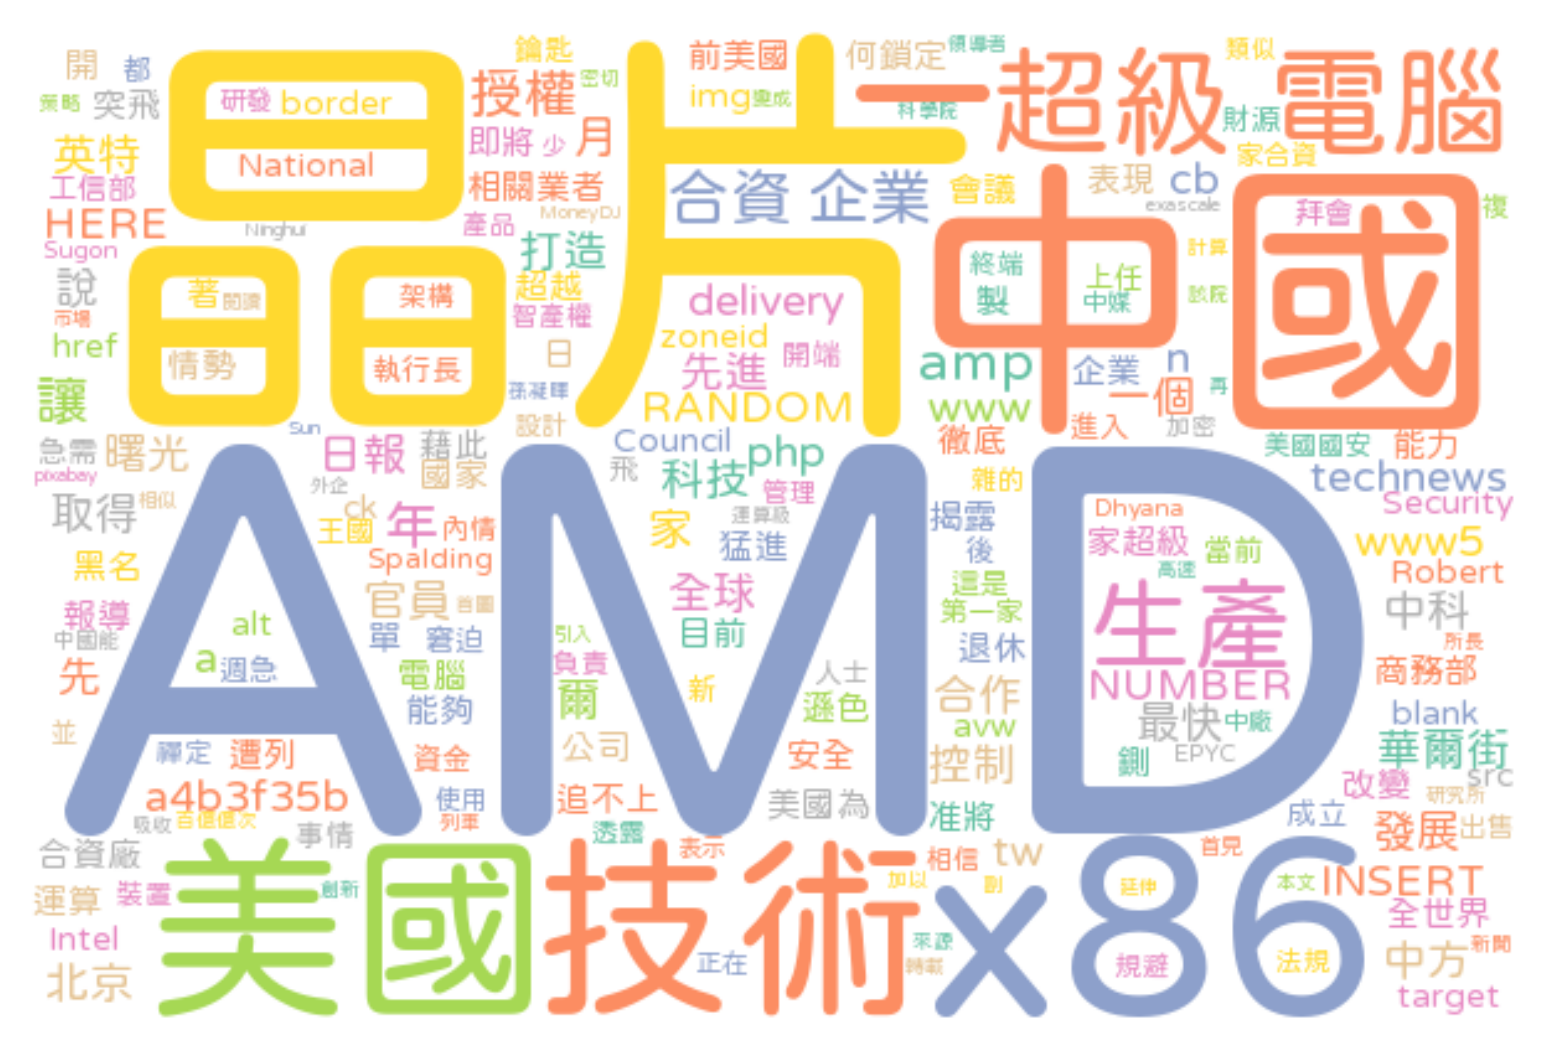 開 都 鑰匙 前美國 何鎖定 領導者 類似
策略 突飛 研發 border 授權 密切 img 變成 一 超級 電腦
科學院 財源
英特 National 即將 少 月 家合資
工信部 相關業者 合資 企業 會議 表現 cb 拜會 複
HERE MoneyDJ exascale
Sugon Ninghui 產品 打造 計算
晶片 中國
說 著 閱讀 架構 超越 delivery 終端 製 上任 中媒 該院
市場 智產權 zoneid
href 情勢 執行長 日 先進 開端 amp 企業 n
讓 孫凝暉 RANDOM www 一個 再
Sun 設計 徹底 進入 加密
急需 曙光 日報 藉此 Council php 美國國安 能力
pixabay 外企 國家 飛 科技 管理 雜的 technews
取得 相似 ck 運算級 Dhyana Security
王國 年 內情 家 猛進 揭露 後 家超級 當前 www5
黑名 Spalding 高速 Robert
AMD
報導 官員 首圖 全球 這是 第一家 生產 中科
中國能 alt 單 窘迫 引入 目前 退休 所長
先 a 週急 電腦 負責 人士 NUMBER 商務部
能夠 爾 新 遜色 合作 最快 中廠 blank
並 禪定 遭列 資金 公司 安全 avw 控制 鍘 EPYC 華爾街
a4b3f35b 使用 追不上 美國為 改變 src
吸收 百億億次 列車 研究所
事情 透露 准將 成立 發展 出售
合資廠 美國 技術 表示 相信 tw x86 首見
運算 裝置 創新 加以 副 延伸 本文 INSERT
Intel 來源 全世界
北京 正在 轉載 規避 法規 中方 新聞
target